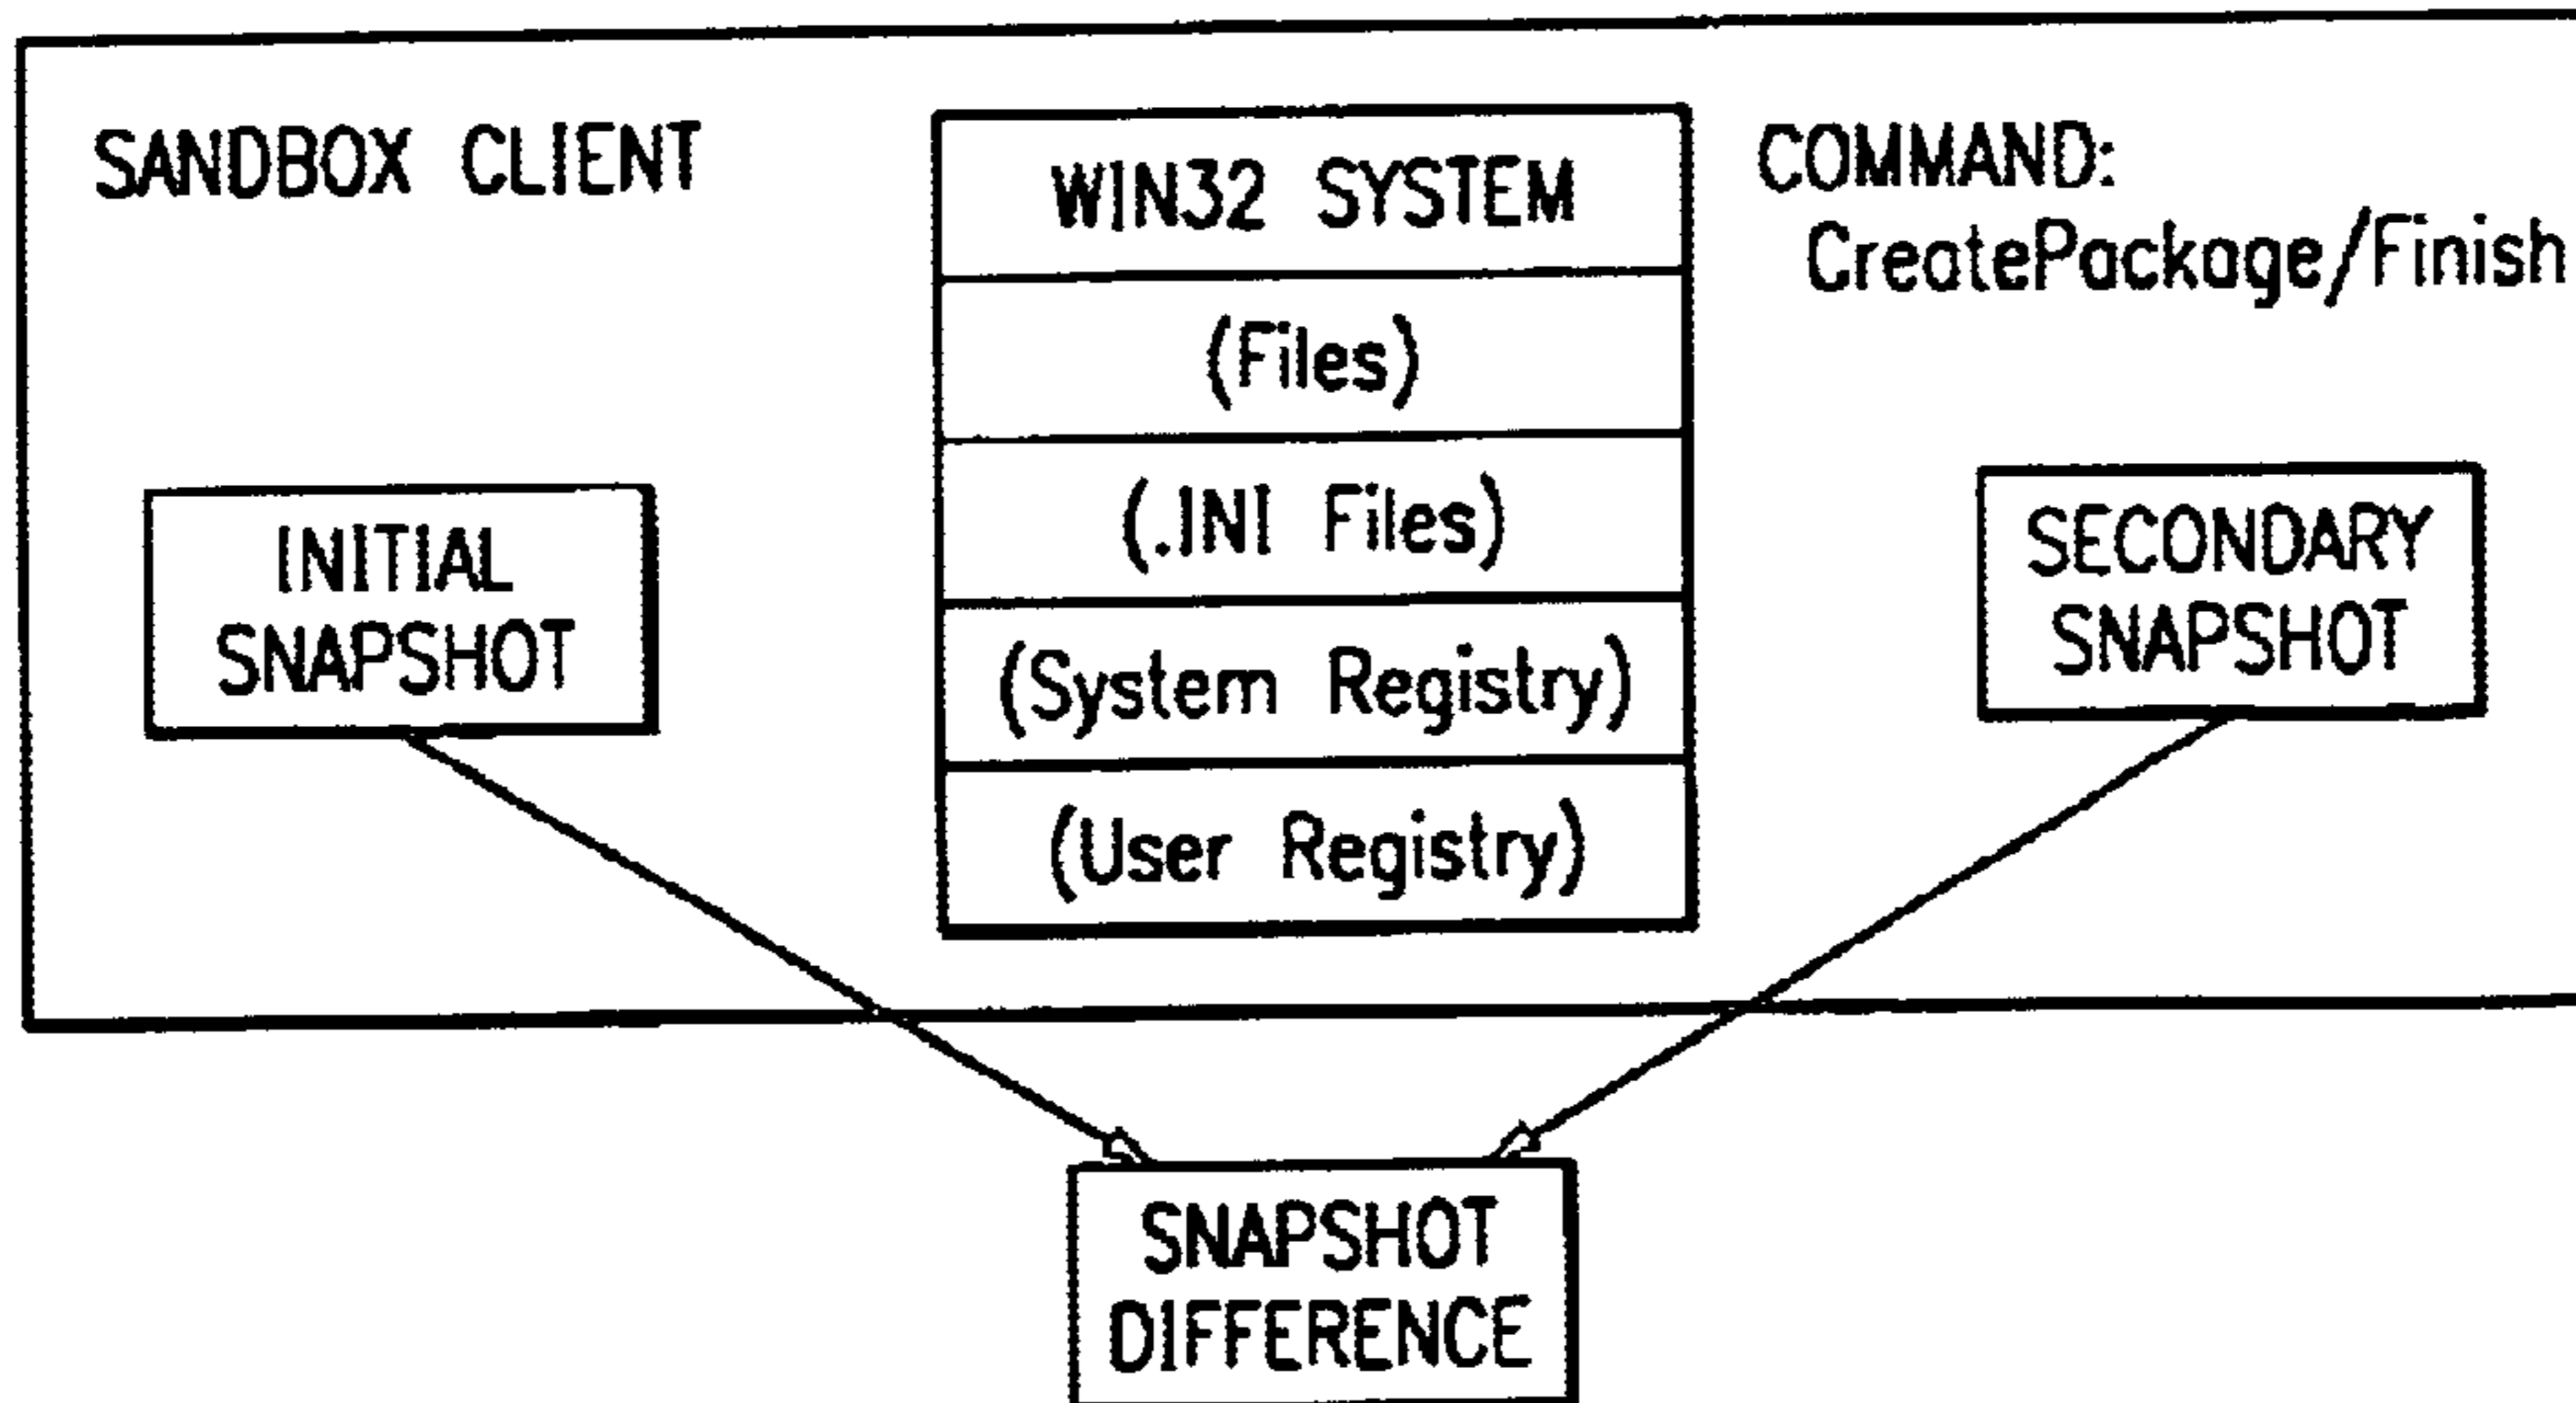 SANDBOX CLIENT
WIN32 SYSTEM
(Files)
(.INI Files)
(System Registry)
(User Registry)
COMMAND:
CreatePackage/Finish
INITIAL
SNAPSHOT
SECONDARY
SNAPSHOT
SNAPSHOT
DIFFERENCE